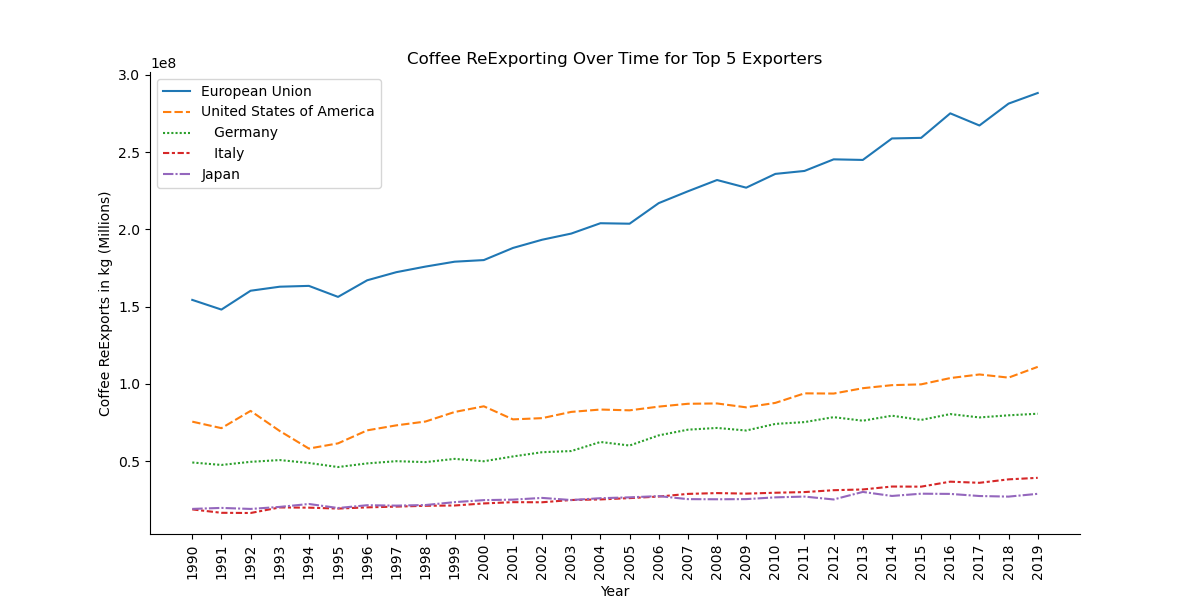 Coffee ReExporting Over Time for Top 5 Exporters
1e8
3.0
2.5
2.0
1.5
1.0
0.5
Coffee ReExports in kg (Millions)
European Union
United States of America
Germany
Italy
Japan
1990 1991 1992 1993 1994 1995 1996 1997 1998 1999 2000 2001 2002 2003 2004 2005 2006 2007 2008 2009 2010 2011 2012 2013 2014 2015 2016 2017 2018 2019
Year